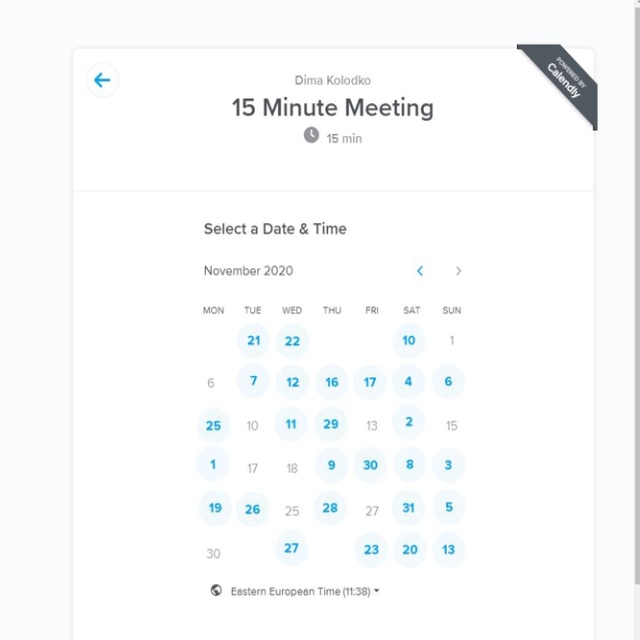 POWERED BY
Calendly
Dima Kolodko
15 Minute Meeting
15 min
Select a Date & Time
November 2020
MON TUE WED THU FRI SAT SUN
21 22 10 1
6 7 12 16 17 4 6
25 10 11 29 13 2 15
1 17 18 9 30 8 3
19 26 25 28 27 31 5
30 27 23 20 13
Eastern European Time (11:38)